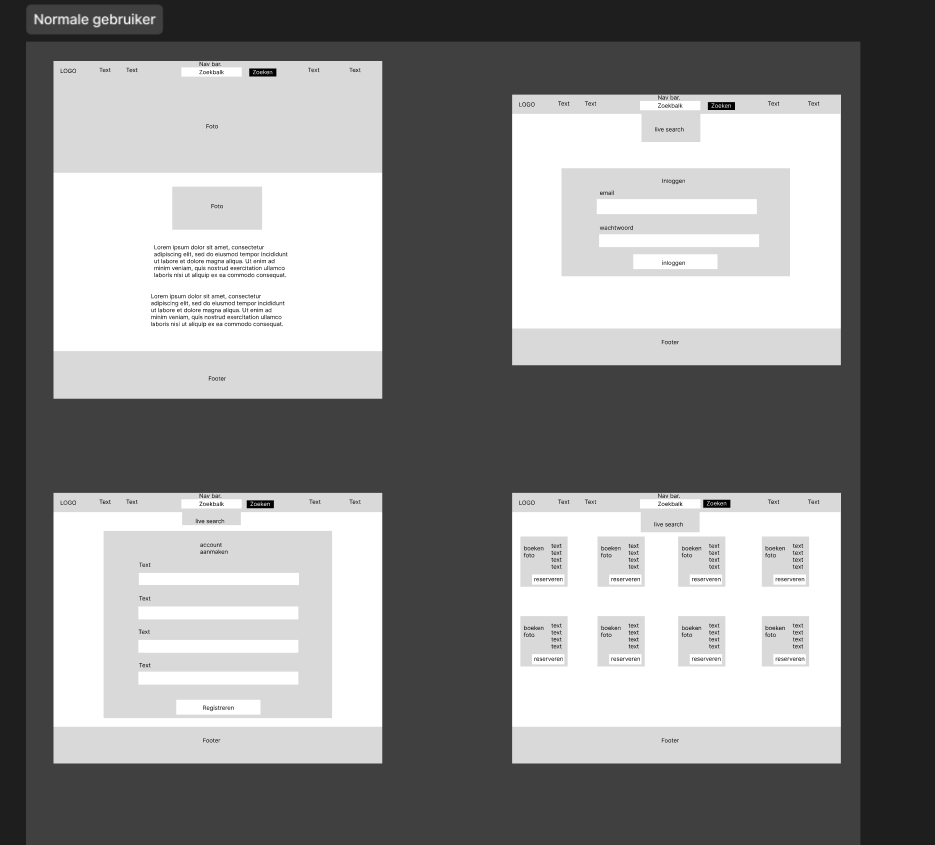 Normale gebruiker
Nav bar.
LOGO Text Text Zoekbalk Zoeken Text Text
Foto
Foto
Lorem ipsum dolor sit amet, consectetur
adipiscing elit, sed do eiusmod tempor incididunt
ut labore et dolore magna aliqua. Ut enim ad
minim veniam, quis nostrud exercitation ullamco
laboris nisi ut aliquip ex ea commodo consequat.
Lorem ipsum dolor sit amet, consectetur
adipiscing elit, sed do eiusmod tempor incididunt
ut labore et dolore magna aliqua. Ut enim ad
minim veniam, quis nostrud exercitation ullamco
laboris nisi ut aliquip ex ea commodo consequat.
Footer
Nav bar.
LOGO Text Text Zoekbalk Zoeken Text Text
live search
Inloggen
email
wachtwoord
inloggen
Footer
Nav bar.
LOGO Text Text Zoekbalk Zoeken Text Text
live search
account
aanmaken
Text
Text
Text
Text
Registreren
Footer
Nav bar.
LOGO Text Text Zoekbalk Zoeken Text Text
live search
boeken
foto
text
text
text
text
reserveren
boeken
foto
text
text
text
text
reserveren
boeken
foto
text
text
text
text
reserveren
boeken
foto
text
text
text
text
reserveren
boeken
foto
text
text
text
text
reserveren
boeken
foto
text
text
text
text
reserveren
boeken
foto
text
text
text
text
reserveren
boeken
foto
text
text
text
text
reserveren
Footer